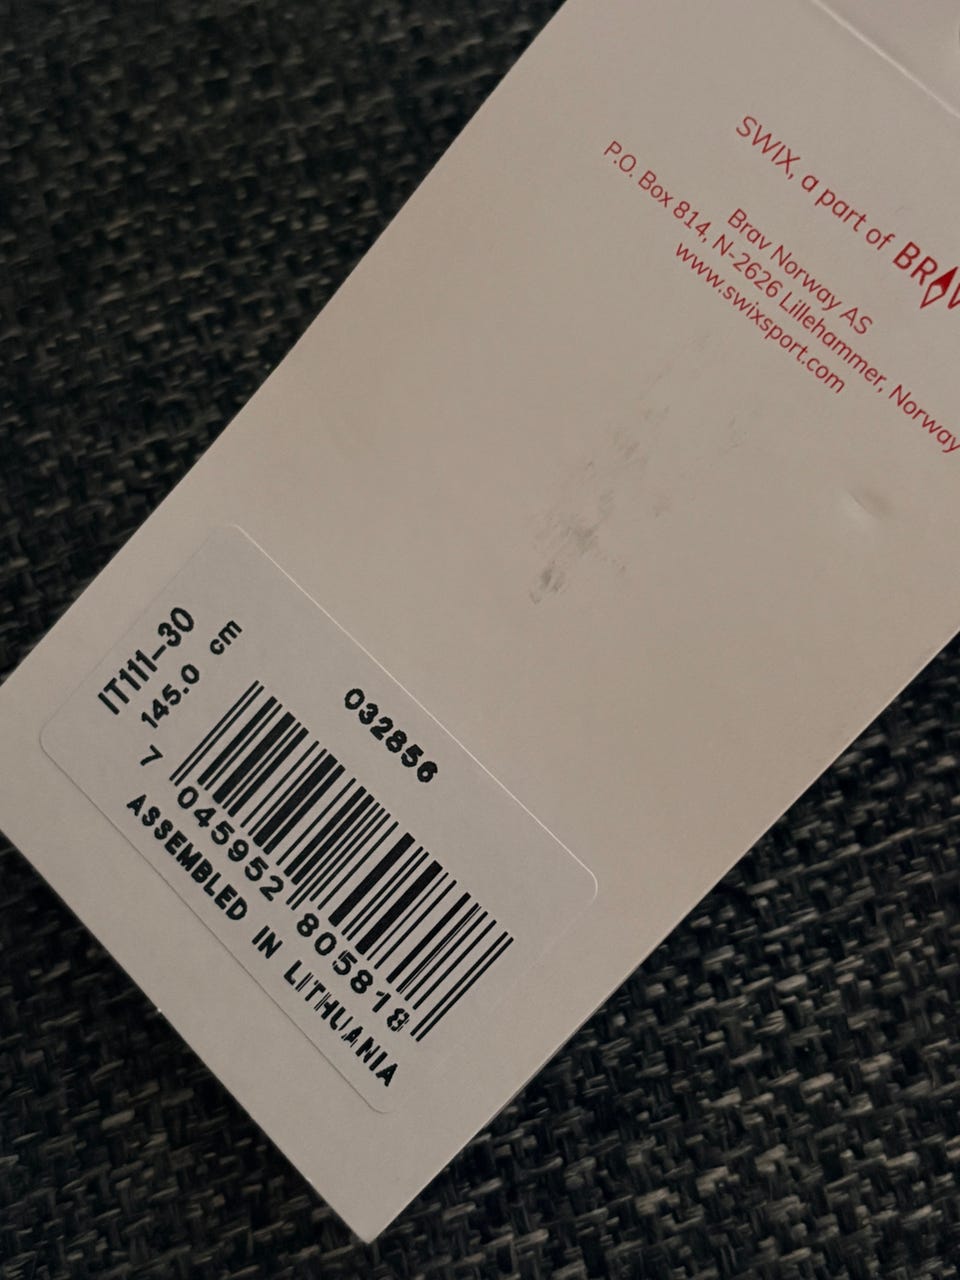 SWIX, a part of BRAV
Brav Norway AS
P.O. Box 814, N-2626 Lillehammer, Norway
www.swixsport.com
IT111-30
145.0 cm
032856
7 045952 805818
ASSEMBLED IN LITHUANIA